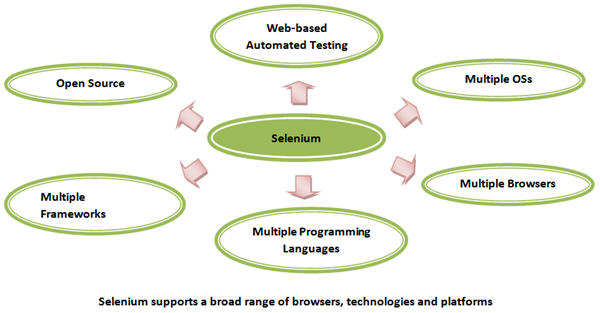 Web-based
Automated Testing
Open Source
Multiple OSs
Selenium
Multiple
Frameworks
Multiple Browsers
Multiple Programming
Languages
Selenium supports a broad range of browsers, technologies and platforms